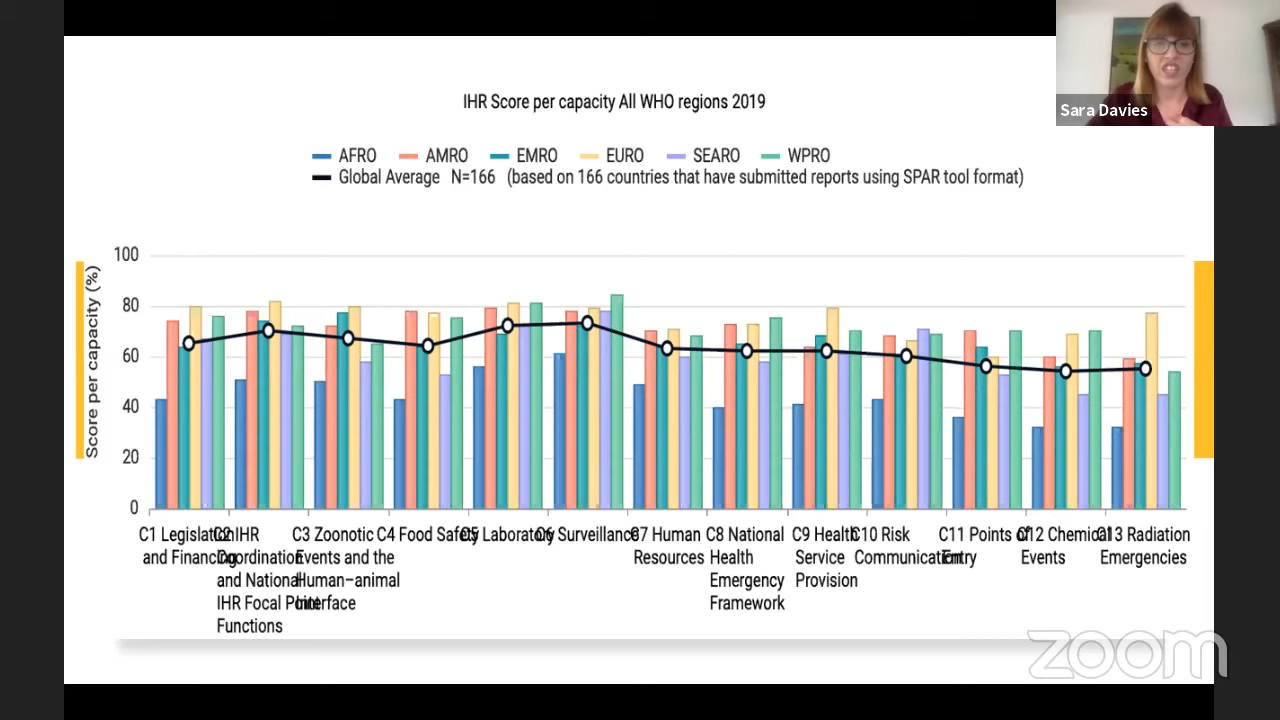 Sara Davies
IHR Score per capacity All WHO regions 2019
AFRO AMRO EMRO EURO SEARO WPRO
Global Average N=166 (based on 166 countries that have submitted reports using SPAR tool format)
Score per capacity (%)
100
80
60
40
20
0
C1 Legislation
and Financing
C2 IHR
Coordination
and National
IHR Focal Point
Functions
C3 Zoonotic
Events and the
Human–animal
Interface
C4 Food Safety
C5 Laboratory
C6 Surveillance
C7 Human
Resources
C8 National
Health
Emergency
Framework
C9 Health
Service
Provision
C10 Risk
Communication
C11 Points of
Entry
C12 Chemical
Events
C13 Radiation
Emergencies
zoom